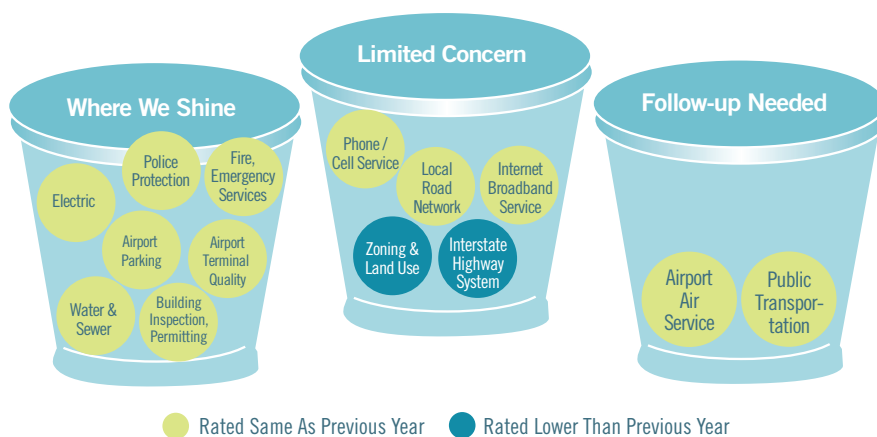 Where We Shine
Electric
Police
Protection
Fire,
Emergency
Services
Airport
Parking
Airport
Terminal
Quality
Water &
Sewer
Building
Inspection,
Permitting
Limited Concern
Phone /
Cell Service
Local
Road
Network
Internet
Broadband
Service
Zoning &
Land Use
Interstate
Highway
System
Follow-up Needed
Airport
Air
Service
Public
Transpor-
tation
Rated Same As Previous Year
Rated Lower Than Previous Year